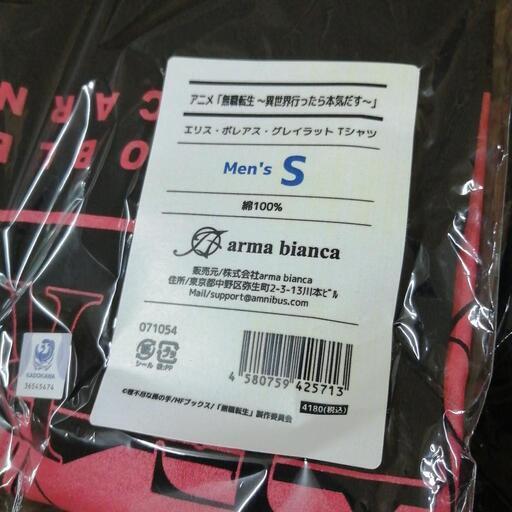 アニメ「無職転生 〜異世界行ったら本気だす〜」
エリス・ボレアス・グレイラット Tシャツ
Men's S
綿100%
arma bianca
販売元/株式会社arma bianca
住所/東京都中野区弥生町2-3-13川本ビル
Mail/support@amnibus.com
071054
シール 袋:PP
4 580759 425713
4180(税込)
©理不尽な孫の手/MFブックス/「無職転生」製作委員会
KADOKAWA
36545674